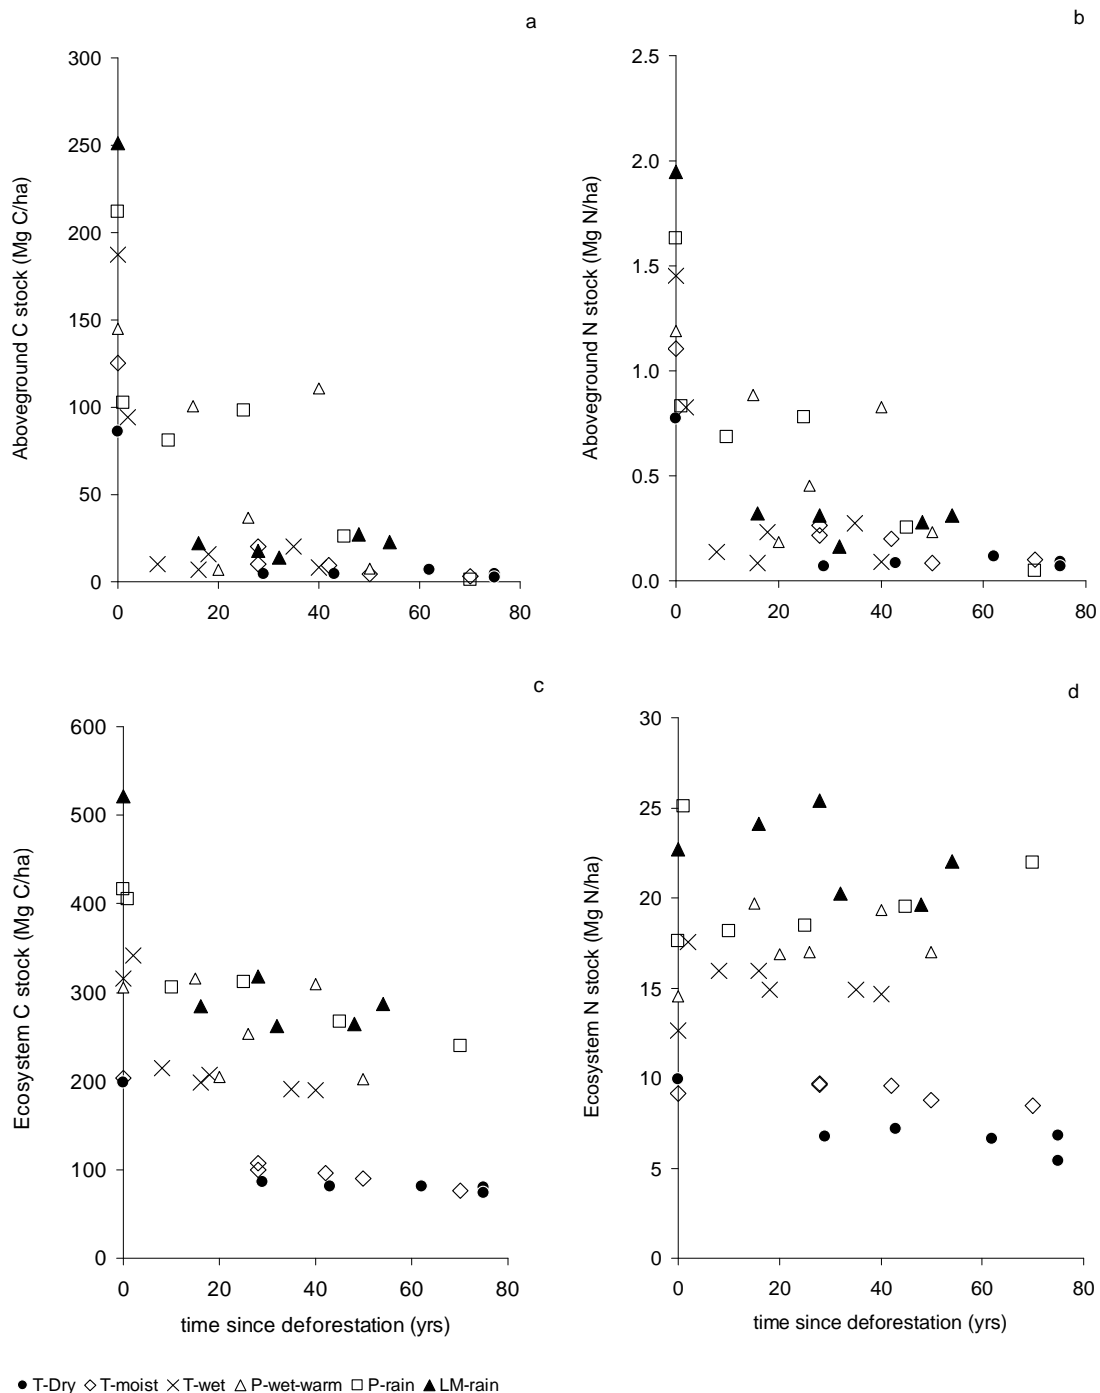 a
b
Aboveground C stock (Mg C/ha)
300
250
200
150
100
50
0
0 20 40 60 80
Aboveground N stock (Mg N/ha)
2.5
2.0
1.5
1.0
0.5
0.0
0 20 40 60 80
c
d
Ecosystem C stock (Mg C/ha)
600
500
400
300
200
100
0
0 20 40 60 80
time since deforestation (yrs)
Ecosystem N stock (Mg N/ha)
30
25
20
15
10
5
0
0 20 40 60 80
time since deforestation (yrs)
T-Dry T-moist T-wet P-wet-warm P-rain LM-rain